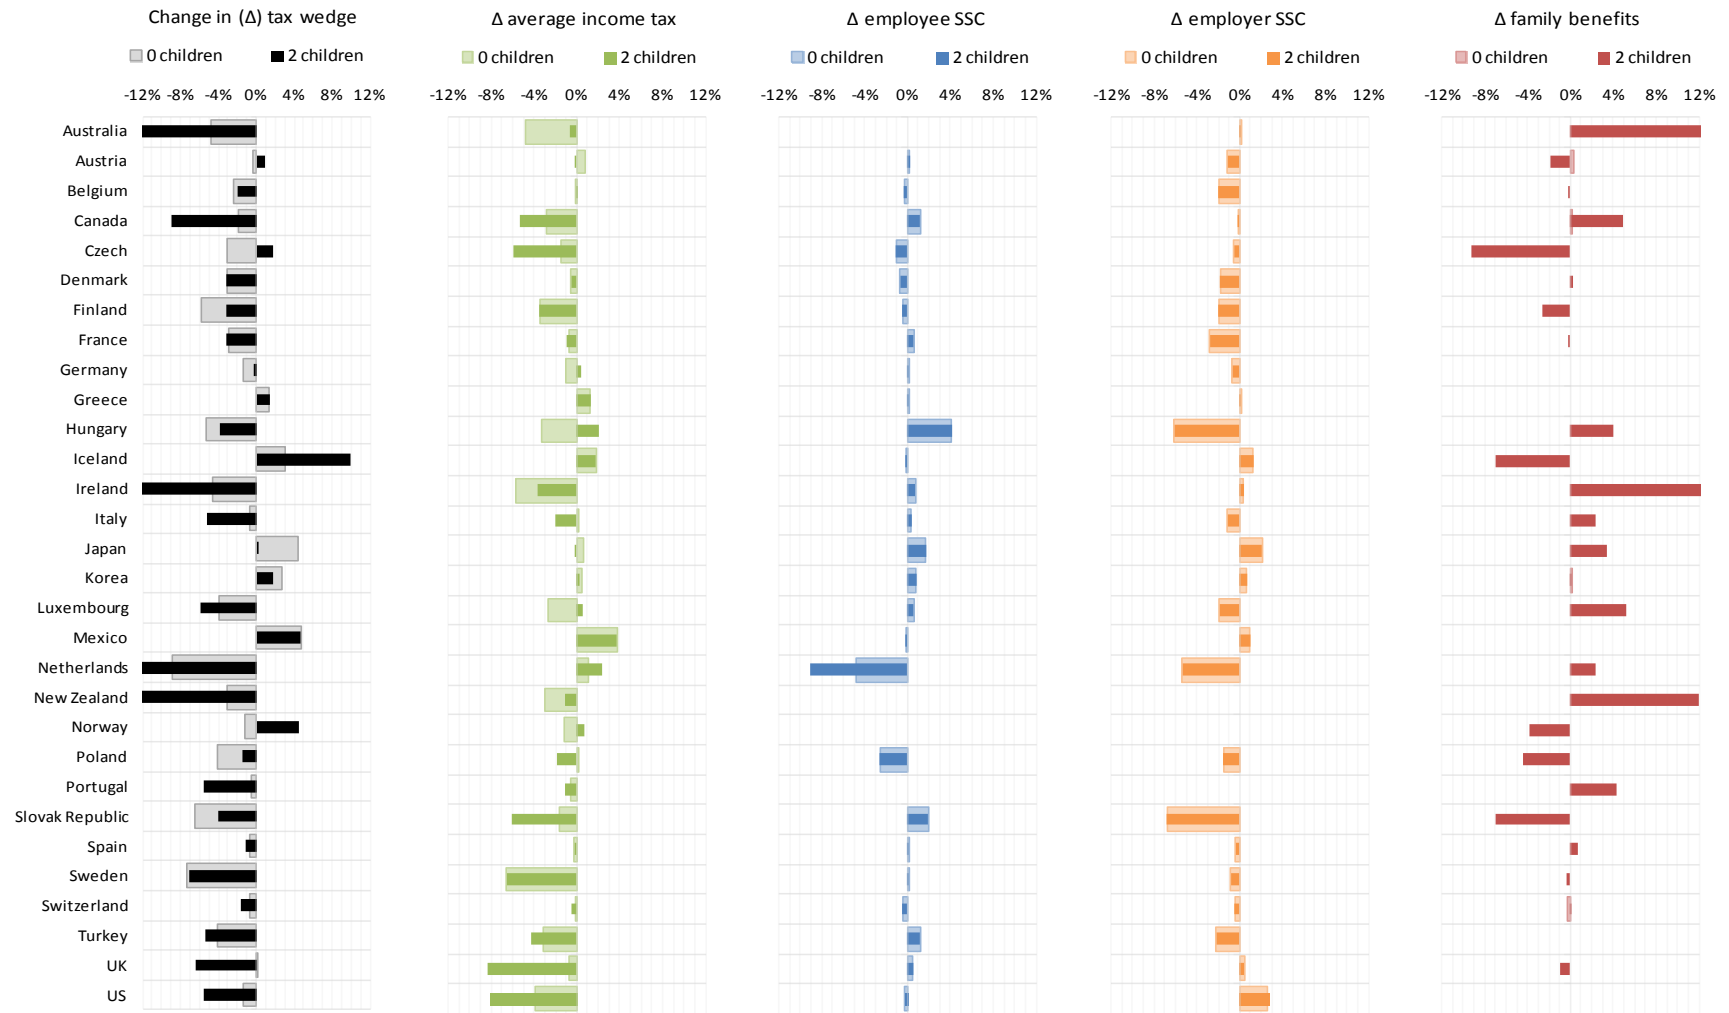 Change in (Δ) tax wedge Δ average income tax Δ employee SSC Δ employer SSC Δ family benefits
0 children 2 children 0 children 2 children 0 children 2 children 0 children 2 children 0 children 2 children
-12% -8% -4% 0% 4% 8% 12% -12% -8% -4% 0% 4% 8% 12% -12% -8% -4% 0% 4% 8% 12% -12% -8% -4% 0% 4% 8% 12% -12% -8% -4% 0% 4% 8% 12%
Australia
Austria
Belgium
Canada
Czech
Denmark
Finland
France
Germany
Greece
Hungary
Iceland
Ireland
Italy
Japan
Korea
Luxembourg
Mexico
Netherlands
New Zealand
Norway
Poland
Portugal
Slovak Republic
Spain
Sweden
Switzerland
Turkey
UK
US